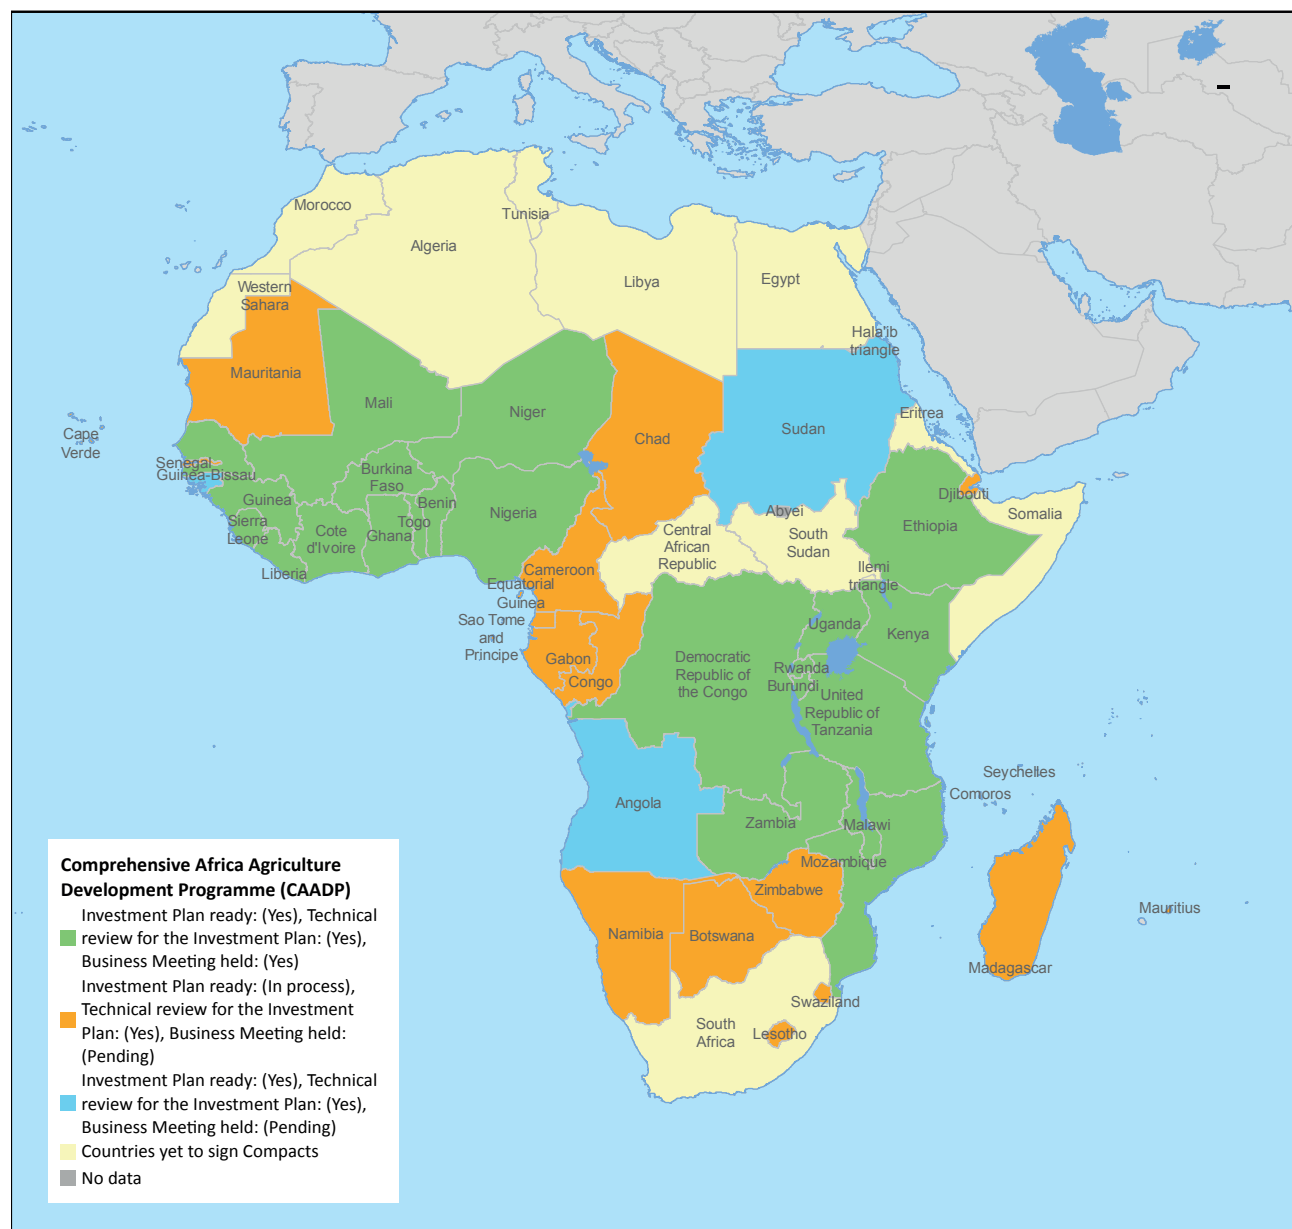 Morocco
Tunisia
Algeria
Libya
Egypt
Western
Sahara
Hala'ib
triangle
Mauritania
Mali
Niger
Chad
Sudan
Eritrea
Cape
Verde
Senegal
Guinea-Bissau
Burkina
Faso
Guinea
Benin
Togo
Nigeria
Sierra
Leone
Cote
d'Ivoire
Ghana
Liberia
Abyei
Djibouti
Somalia
Ethiopia
Central
African
Republic
South
Sudan
Ilemi
triangle
Cameroon
Equatorial
Guinea
Sao Tome
and
Principe
Gabon
Congo
Democratic
Republic of
the Congo
Uganda
Kenya
Rwanda
Burundi
United
Republic of
Tanzania
Seychelles
Comoros
Angola
Zambia
Malawi
Mozambique
Zimbabwe
Namibia
Botswana
Mauritius
Madagascar
Swaziland
South
Africa
Lesotho
Comprehensive Africa Agriculture
Development Programme (CAADP)
Investment Plan ready: (Yes), Technical
review for the Investment Plan: (Yes),
Business Meeting held: (Yes)
Investment Plan ready: (In process),
Technical review for the Investment
Plan: (Yes), Business Meeting held:
(Pending)
Investment Plan ready: (Yes), Technical
review for the Investment Plan: (Yes),
Business Meeting held: (Pending)
Countries yet to sign Compacts
No data